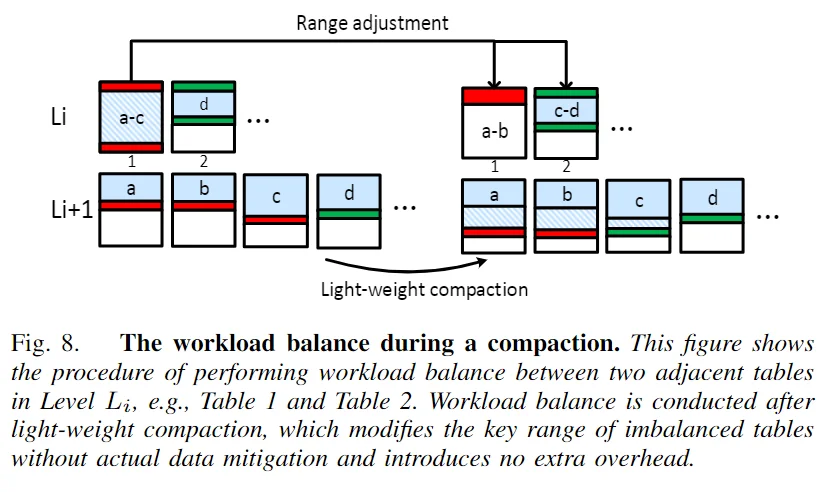 Range adjustment
Li
a-c
d
...
a-b
c-d
...
1
2
1
2
Li+1
a
b
c
d
...
a
b
c
d
...
Light-weight compaction
Fig. 8. The workload balance during a compaction. This figure shows
the procedure of performing workload balance between two adjacent tables
in Level Li, e.g., Table 1 and Table 2. Workload balance is conducted after
light-weight compaction, which modifies the key range of imbalanced tables
without actual data mitigation and introduces no extra overhead.